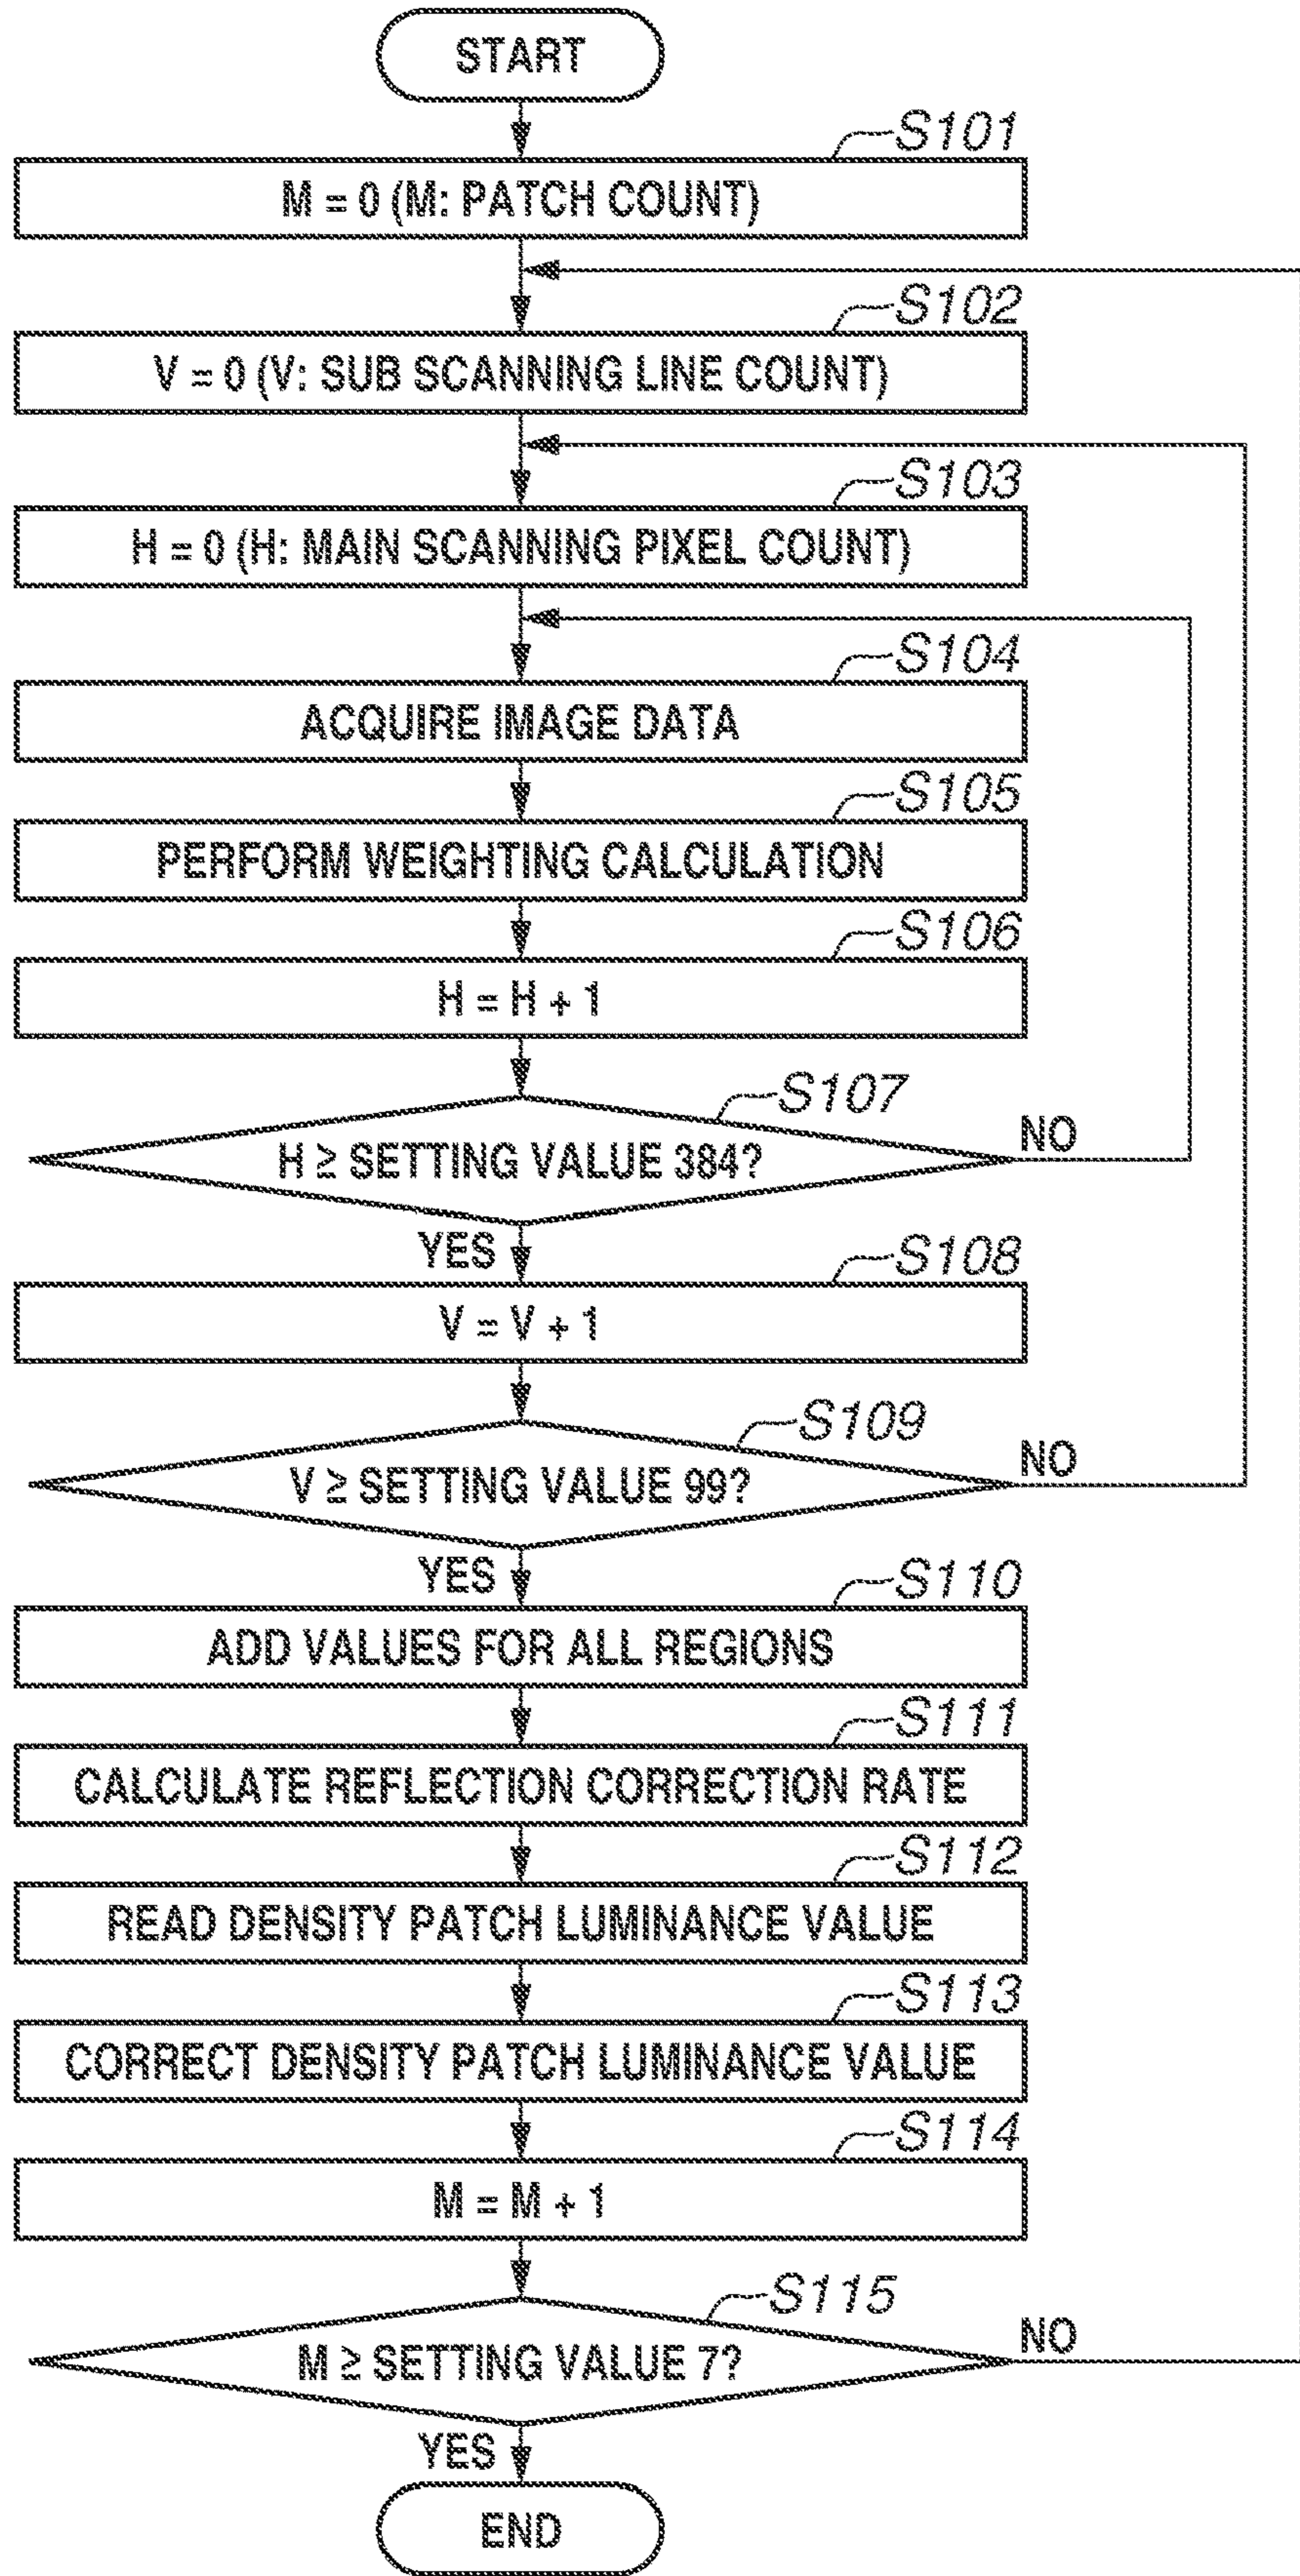 START
S101
M = 0 (M: PATCH COUNT)
S102
V = 0 (V: SUB SCANNING LINE COUNT)
S103
H = 0 (H: MAIN SCANNING PIXEL COUNT)
S104
ACQUIRE IMAGE DATA
S105
PERFORM WEIGHTING CALCULATION
S106
H = H + 1
S107
H ≥ SETTING VALUE 384?
NO
YES
S108
V = V + 1
S109
V ≥ SETTING VALUE 99?
NO
YES
S110
ADD VALUES FOR ALL REGIONS
S111
CALCULATE REFLECTION CORRECTION RATE
S112
READ DENSITY PATCH LUMINANCE VALUE
S113
CORRECT DENSITY PATCH LUMINANCE VALUE
S114
M = M + 1
S115
M ≥ SETTING VALUE 7?
NO
YES
END